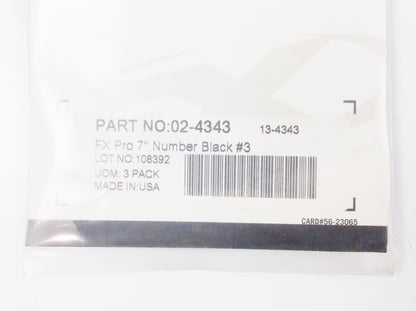 PART NO:02-4343 13-4343
FX Pro 7" Number Black #3
LOT NO:108392
UOM: 3 PACK
MADE IN:USA
CARD#56-23065